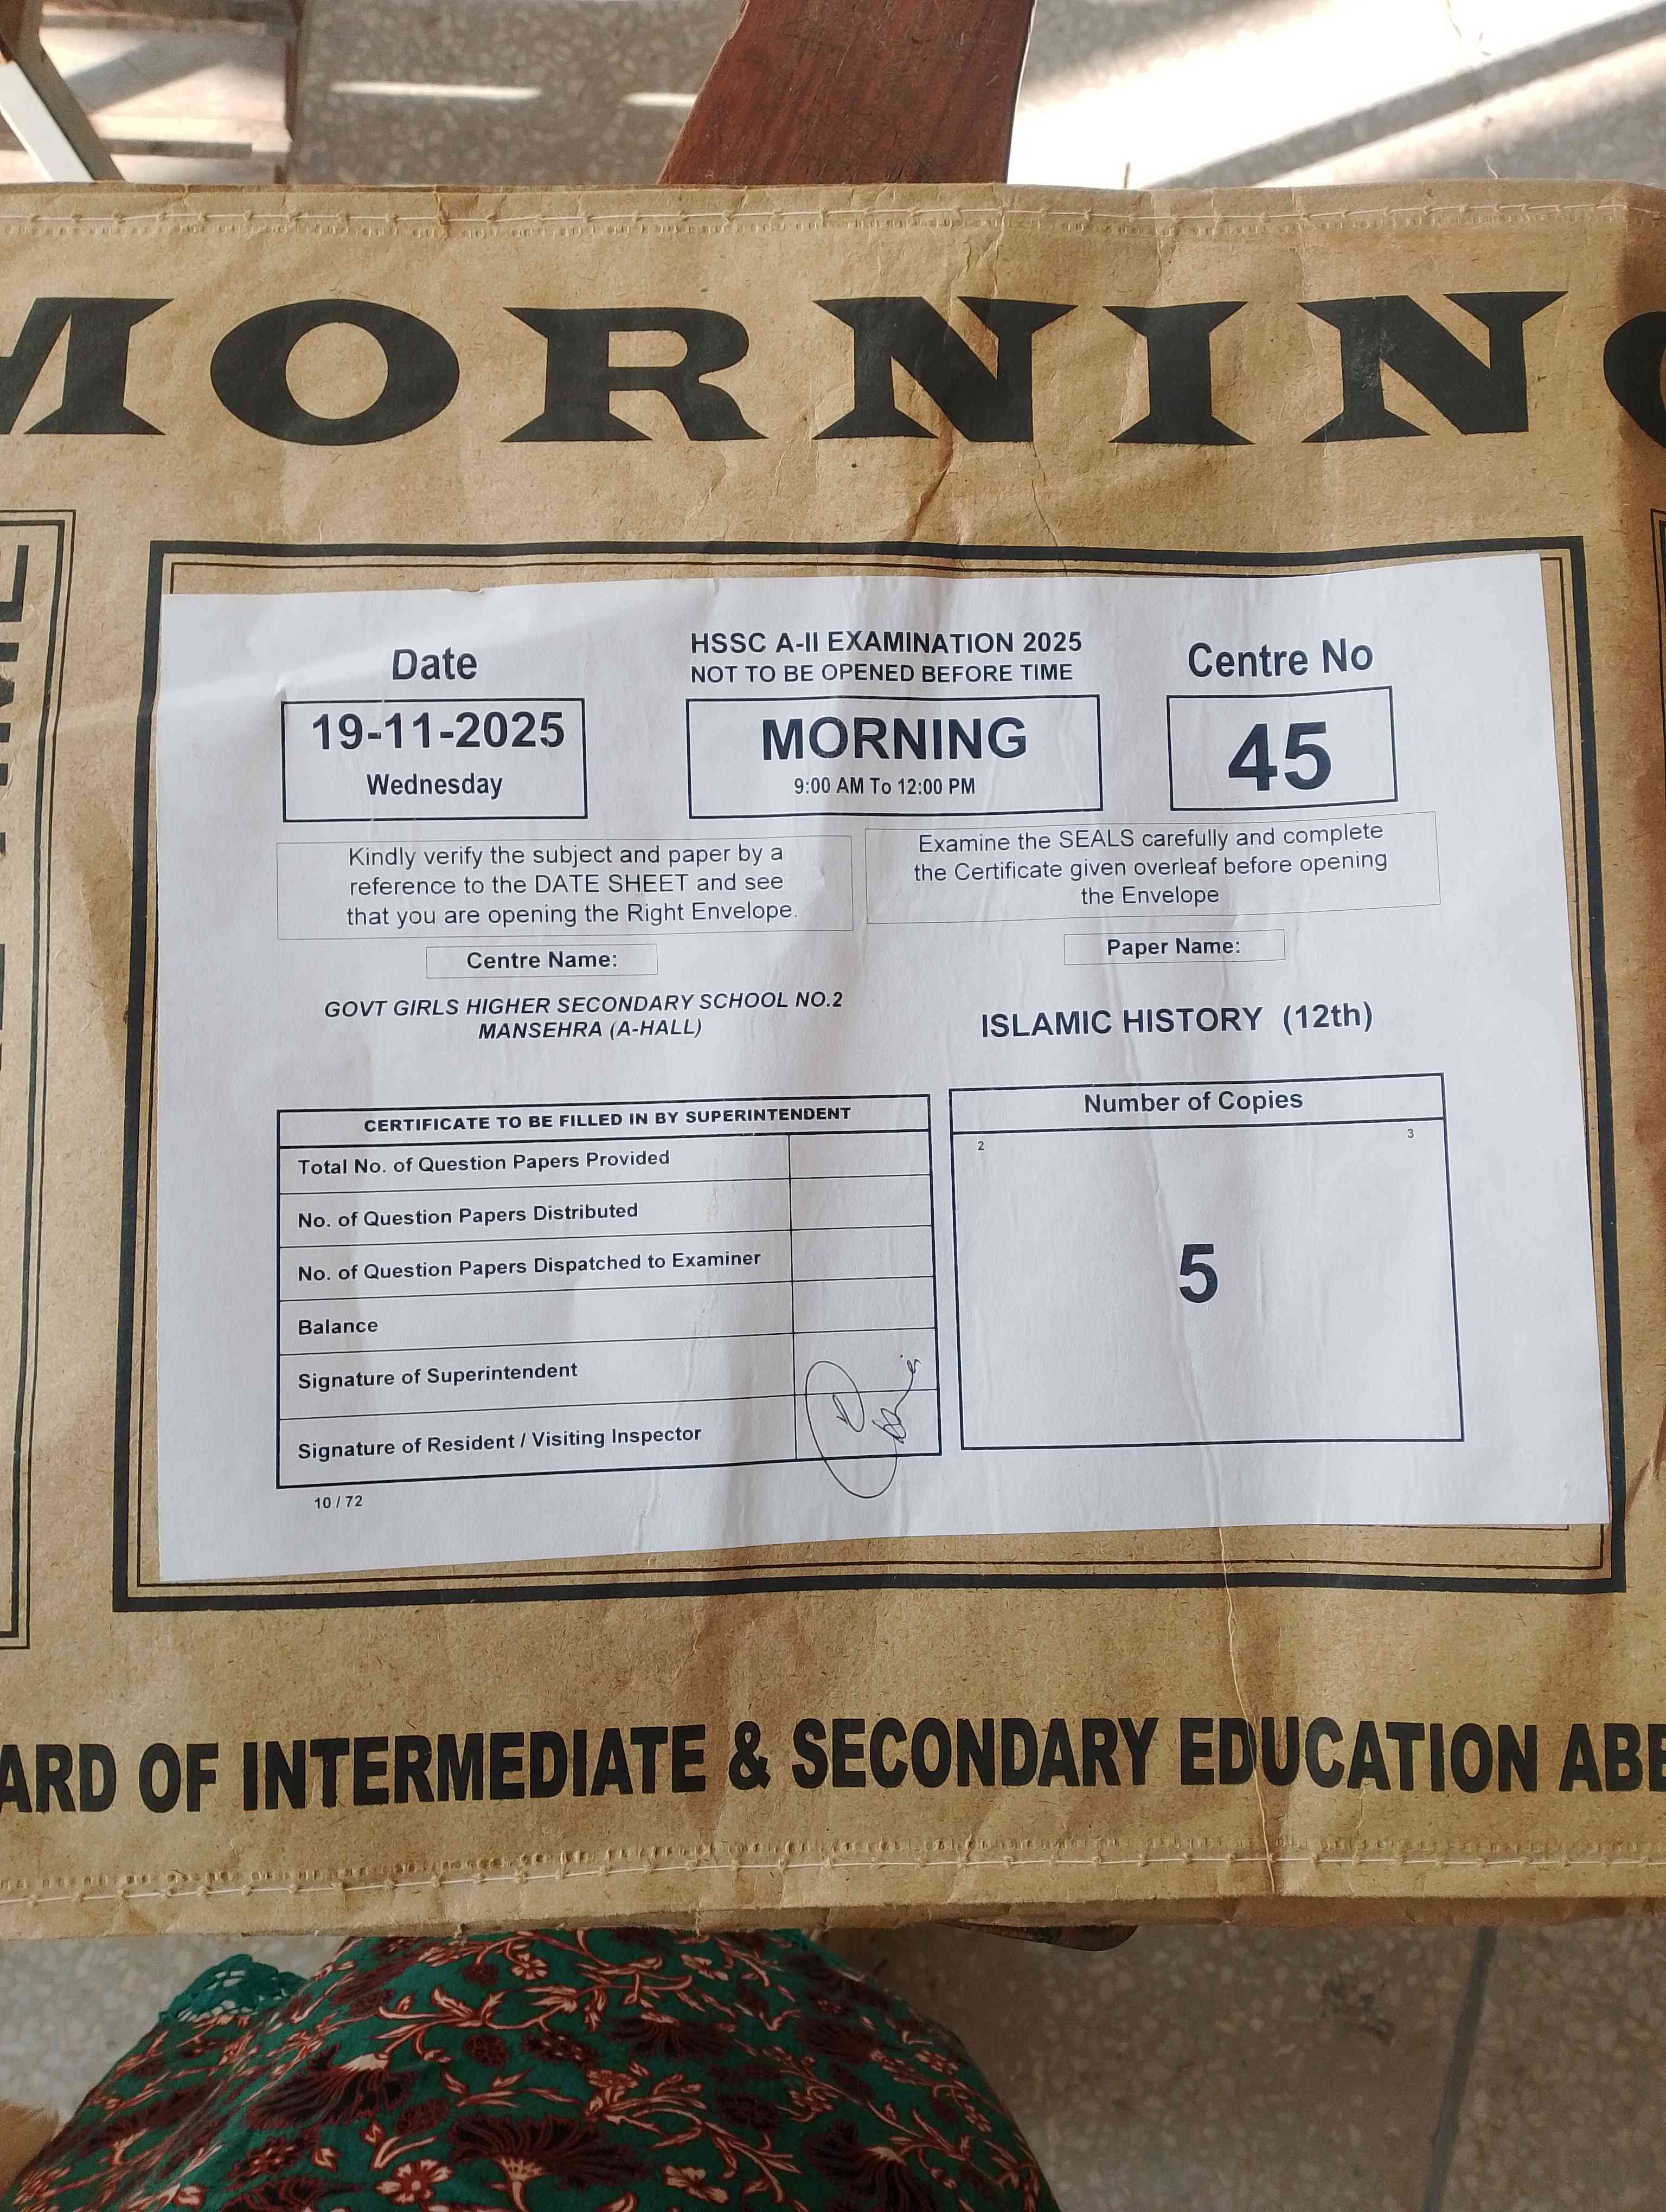 MORNING
Date
HSSC A-II EXAMINATION 2025
NOT TO BE OPENED BEFORE TIME
Centre No
19-11-2025
Wednesday
MORNING
9:00 AM To 12:00 PM
45
Kindly verify the subject and paper by a
reference to the DATE SHEET and see
that you are opening the Right Envelope.
Examine the SEALS carefully and complete
the Certificate given overleaf before opening
the Envelope
Centre Name:
Paper Name:
GOVT GIRLS HIGHER SECONDARY SCHOOL NO.2
MANSEHRA (A-HALL)
ISLAMIC HISTORY (12th)
CERTIFICATE TO BE FILLED IN BY SUPERINTENDENT
Total No. of Question Papers Provided
No. of Question Papers Distributed
No. of Question Papers Dispatched to Examiner
Balance
Signature of Superintendent
Signature of Resident / Visiting Inspector
Number of Copies
2 3
5
10 / 72
ARD OF INTERMEDIATE & SECONDARY EDUCATION ABB